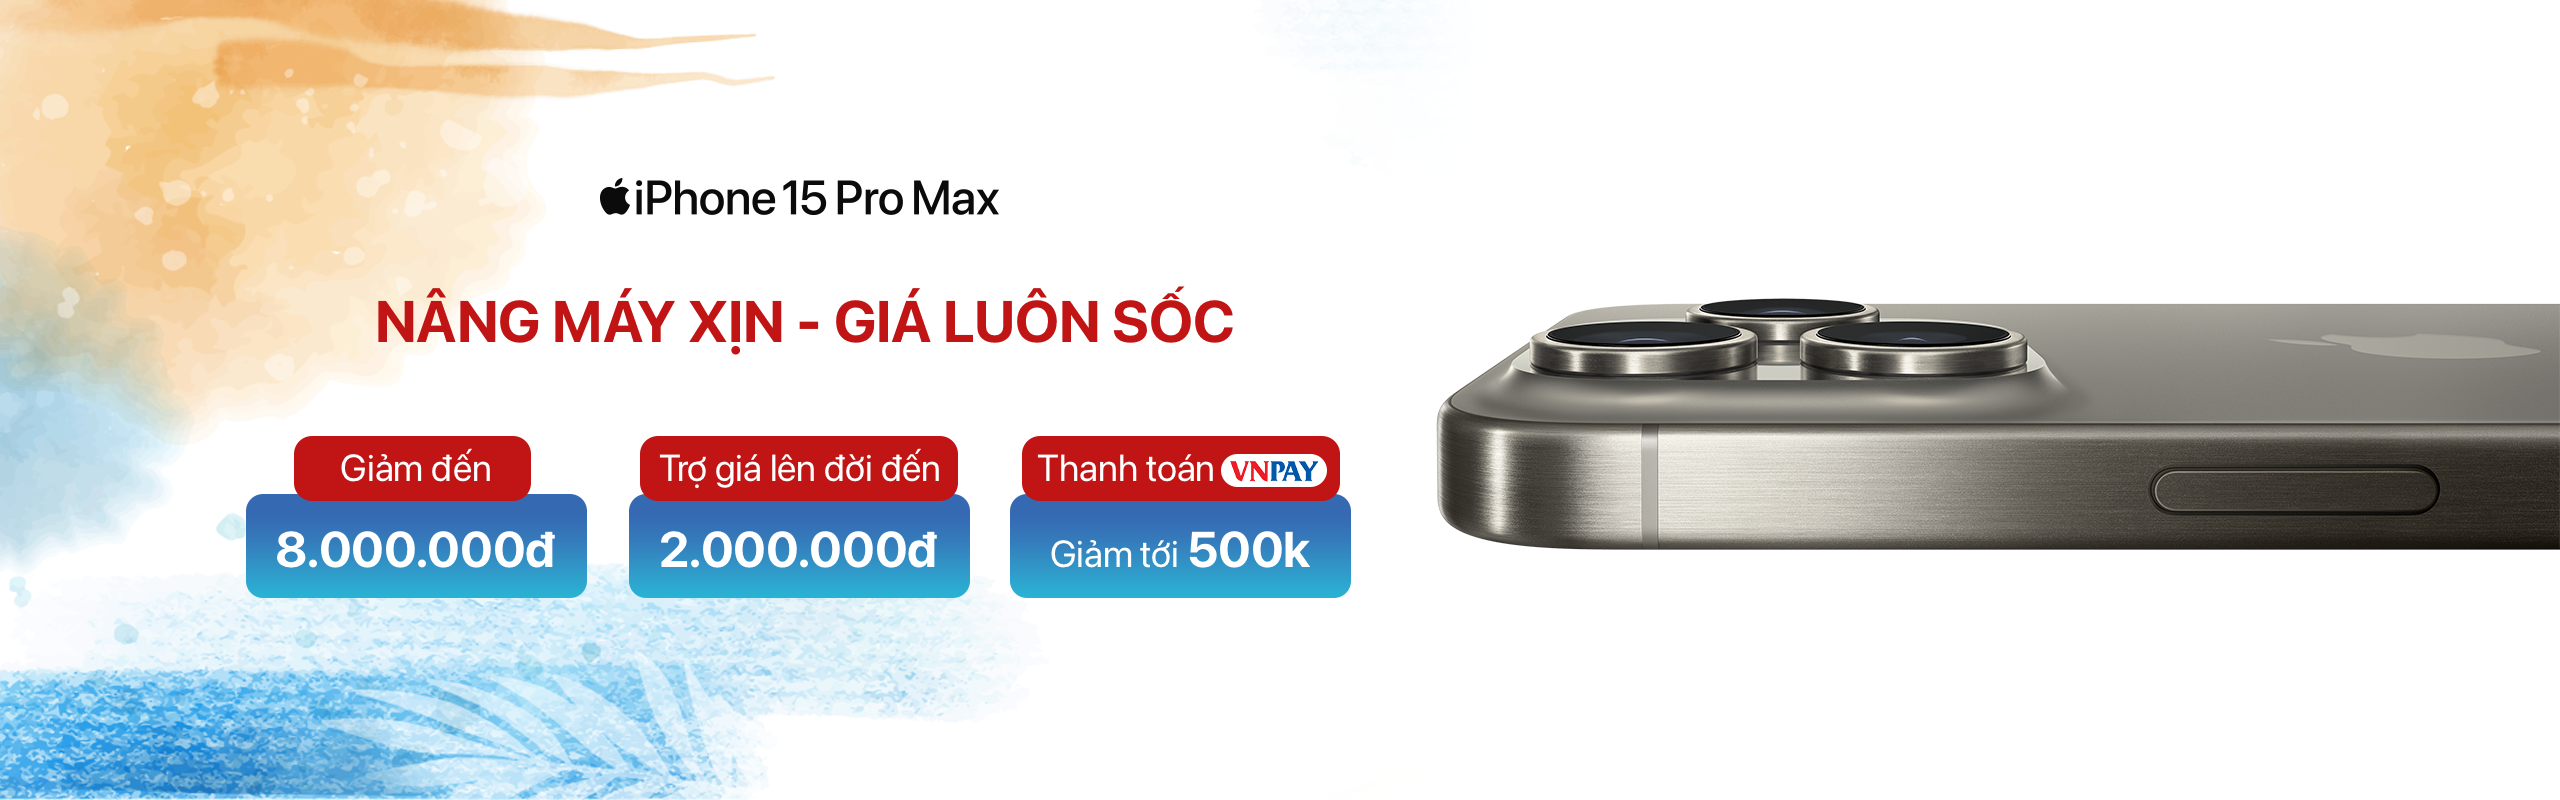 iPhone 15 Pro Max
NÂNG MÁY XỊN - GIÁ LUÔN SỐC
Giảm đến
8.000.000đ
Trợ giá lên đời đến
2.000.000đ
Thanh toán VNPAY
Giảm tới 500k